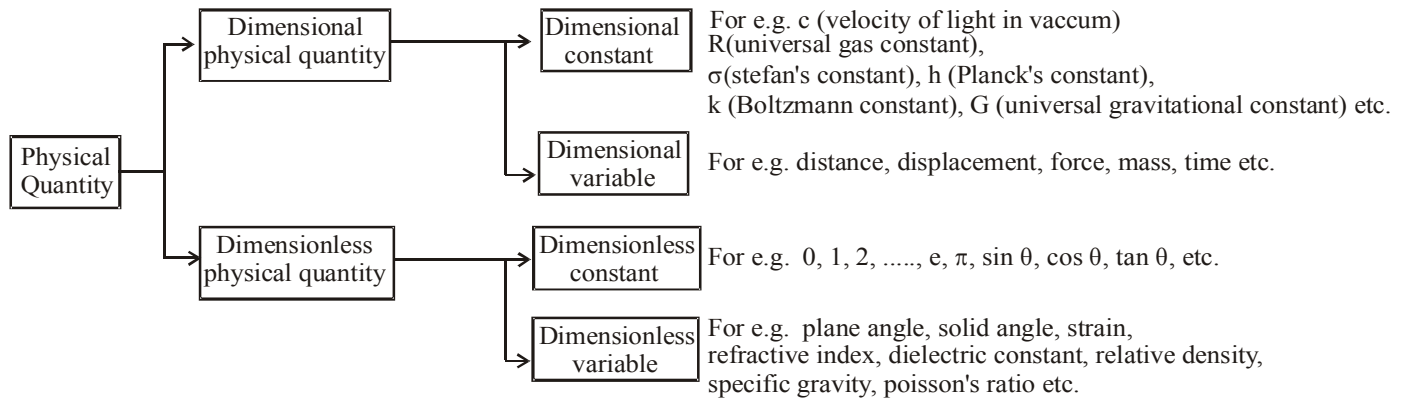 Physical
Quantity
Dimensional
physical quantity
Dimensional
constant
For e.g. c (velocity of light in vaccum)
R(universal gas constant),
σ(stefan's constant), h (Planck's constant),
k (Boltzmann constant), G (universal gravitational constant) etc.
Dimensional
variable
For e.g. distance, displacement, force, mass, time etc.
Dimensionless
physical quantity
Dimensionless
constant
For e.g. 0, 1, 2, ....., e, π, sin θ, cos θ, tan θ, etc.
Dimensionless
variable
For e.g. plane angle, solid angle, strain,
refractive index, dielectric constant, relative density,
specific gravity, poisson's ratio etc.